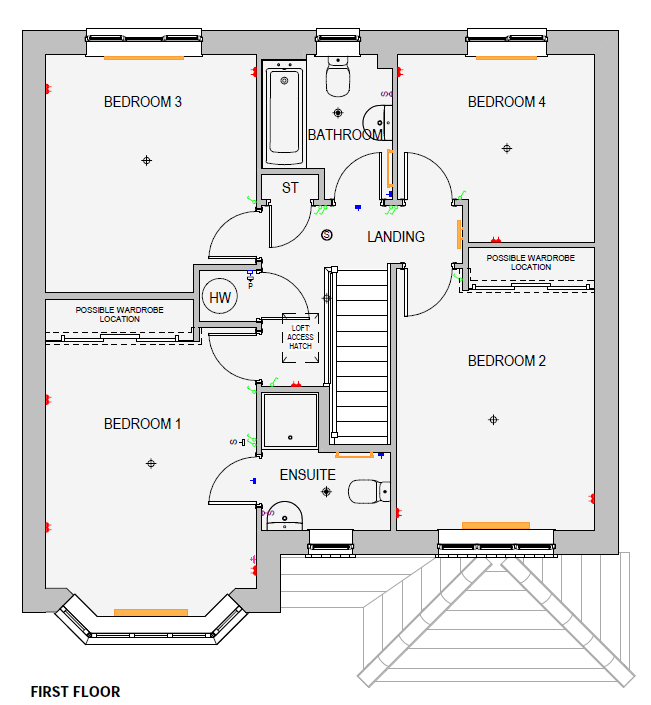 BEDROOM 3
BEDROOM 4
S
BATHROOM
ST
S
LANDING
POSSIBLE WARDROBE
LOCATION
P
HW
POSSIBLE WARDROBE
LOCATION
LOFT
ACCESS
HATCH
BEDROOM 2
BEDROOM 1
S
ENSUITE
S
FIRST FLOOR